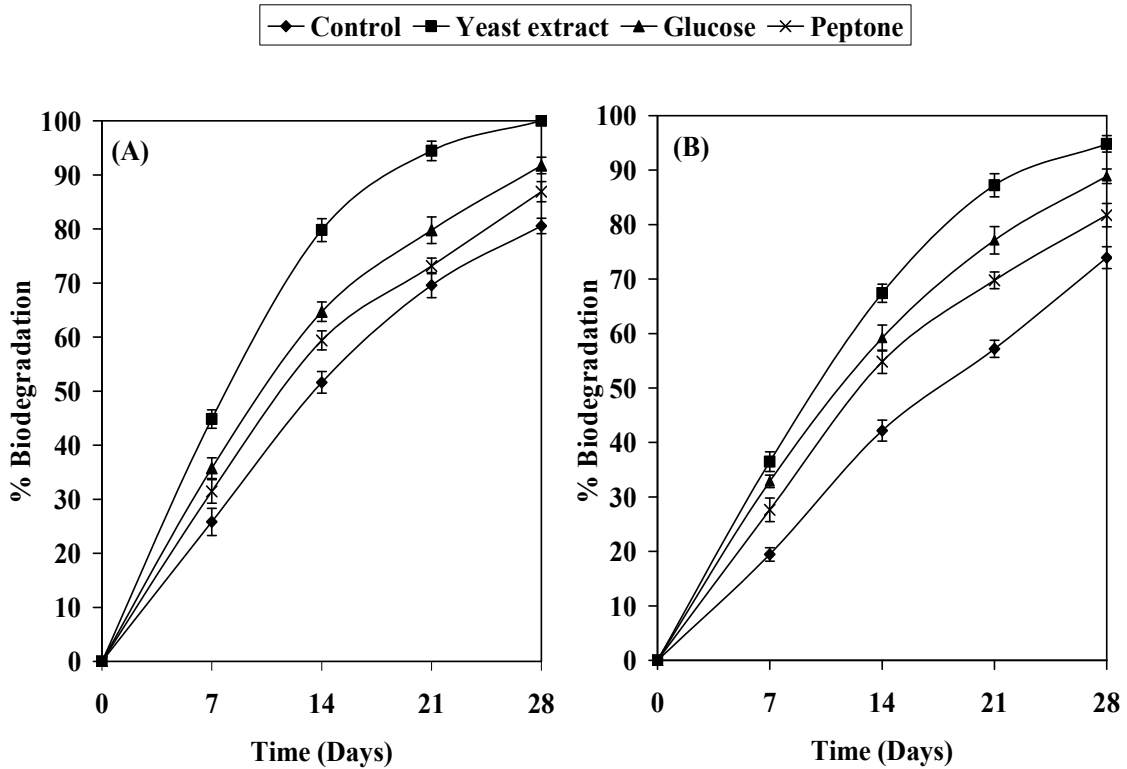 Control Yeast extract Glucose Peptone
(A)
100
90
80
70
60
50
40
30
20
10
0
% Biodegradation
0 7 14 21 28
Time (Days)
(B)
100
90
80
70
60
50
40
30
20
10
0
% Biodegradation
0 7 14 21 28
Time (Days)